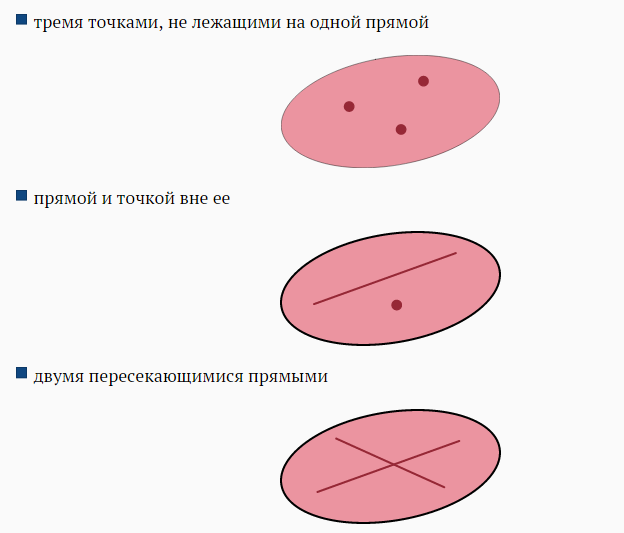 тремя точками, не лежащими на одной прямой
прямой и точкой вне ее
двумя пересекающимися прямыми